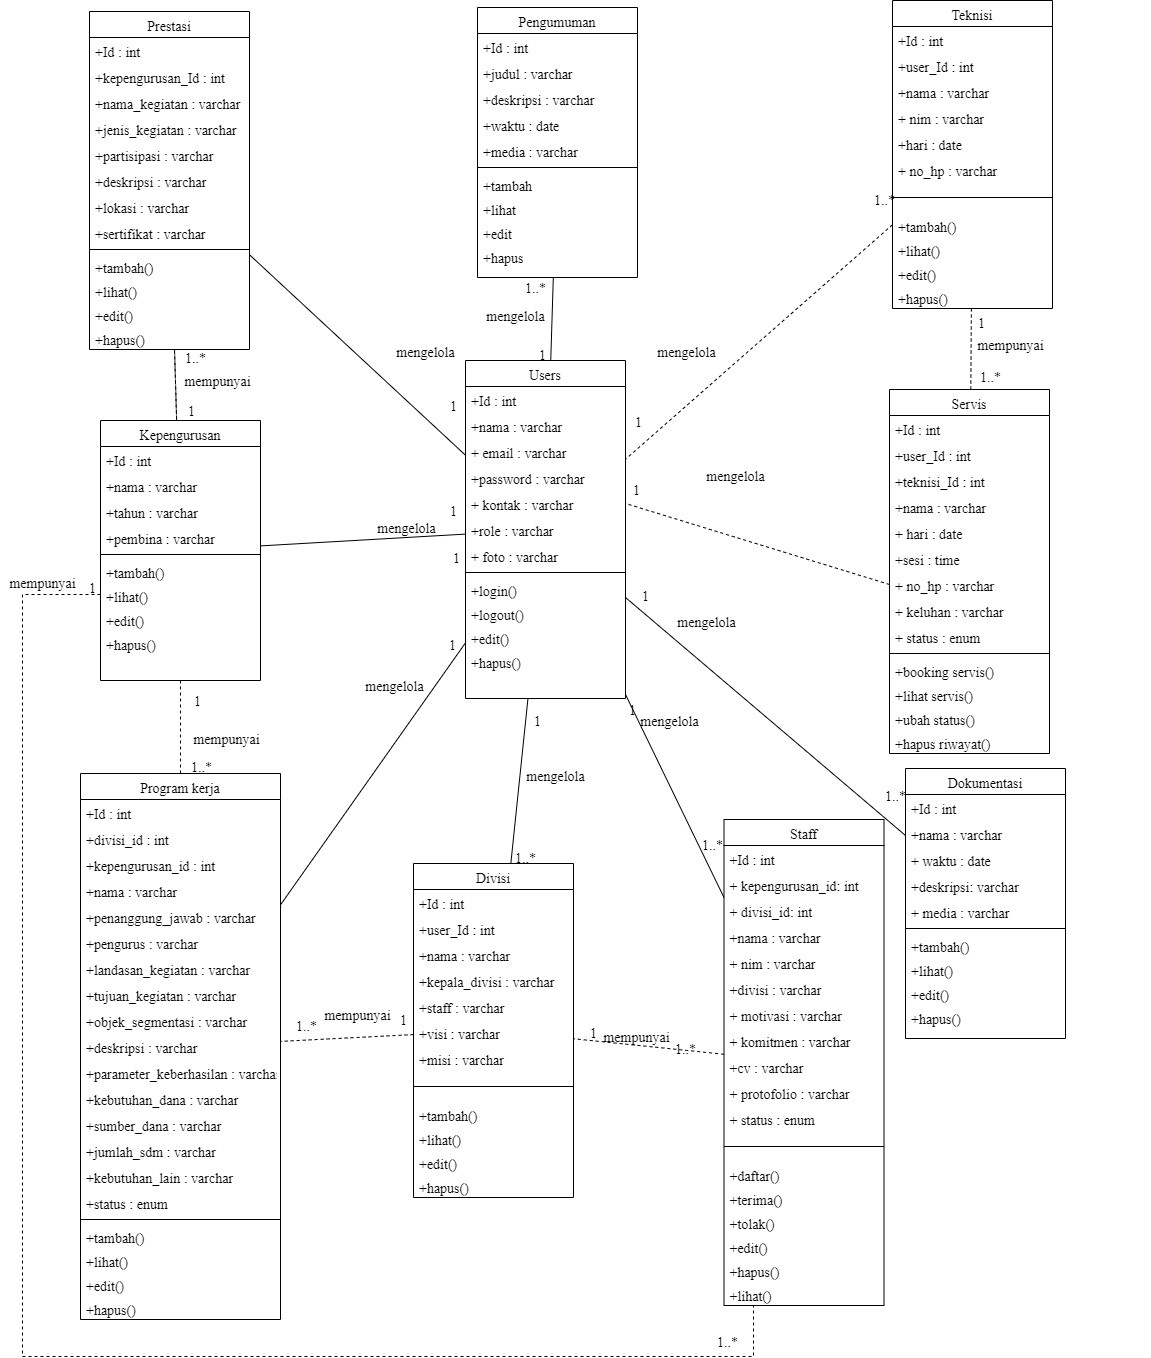 Prestasi
+Id : int
+kepengurusan_Id : int
+nama_kegiatan : varchar
+jenis_kegiatan : varchar
+partisipasi : varchar
+deskripsi : varchar
+lokasi : varchar
+sertifikat : varchar
+tambah()
+lihat()
+edit()
+hapus()
Pengumuman
+Id : int
+judul : varchar
+deskripsi : varchar
+waktu : date
+media : varchar
+tambah
+lihat
+edit
+hapus
Teknisi
+Id : int
+user_Id : int
+nama : varchar
+ nim : varchar
+hari : date
+ no_hp : varchar
+tambah()
+lihat()
+edit()
+hapus()
1..*
1..*
mengelola
1
mengelola
1
mengelola
1
1
mempunyai
1..*
1..*
mempunyai
1
Users
+Id : int
+nama : varchar
+ email : varchar
+password : varchar
+ kontak : varchar
+role : varchar
+ foto : varchar
+login()
+logout()
+edit()
+hapus()
Servis
+Id : int
+user_Id : int
+teknisi_Id : int
+nama : varchar
+ hari : date
+sesi : time
+ no_hp : varchar
+ keluhan : varchar
+ status : enum
+booking servis()
+lihat servis()
+ubah status()
+hapus riwayat()
Kepengurusan
+Id : int
+nama : varchar
+tahun : varchar
+pembina : varchar
+tambah()
+lihat()
+edit()
+hapus()
mengelola
1
mengelola
1
1
mempunyai
1
1
mengelola
1
mengelola
1
mempunyai
1..*
1
mengelola
1
mengelola
1..*
1..*
1..*
Program kerja
+Id : int
+divisi_id : int
+kepengurusan_id : int
+nama : varchar
+penanggung_jawab : varchar
+pengurus : varchar
+landasan_kegiatan : varchar
+tujuan_kegiatan : varchar
+objek_segmentasi : varchar
+deskripsi : varchar
+parameter_keberhasilan : varcha
+kebutuhan_dana : varchar
+sumber_dana : varchar
+jumlah_sdm : varchar
+kebutuhan_lain : varchar
+status : enum
+tambah()
+lihat()
+edit()
+hapus()
1..*
mempunyai
1
Divisi
+Id : int
+user_Id : int
+nama : varchar
+kepala_divisi : varchar
+staff : varchar
+visi : varchar
+misi : varchar
+tambah()
+lihat()
+edit()
+hapus()
1
mempunyai
1..*
Staff
+Id : int
+ kepengurusan_id: int
+ divisi_id: int
+nama : varchar
+ nim : varchar
+divisi : varchar
+ motivasi : varchar
+ komitmen : varchar
+cv : varchar
+ protofolio : varchar
+ status : enum
+daftar()
+terima()
+tolak()
+edit()
+hapus()
+lihat()
1..*
Dokumentasi
+Id : int
+nama : varchar
+ waktu : date
+deskripsi: varchar
+ media : varchar
+tambah()
+lihat()
+edit()
+hapus()